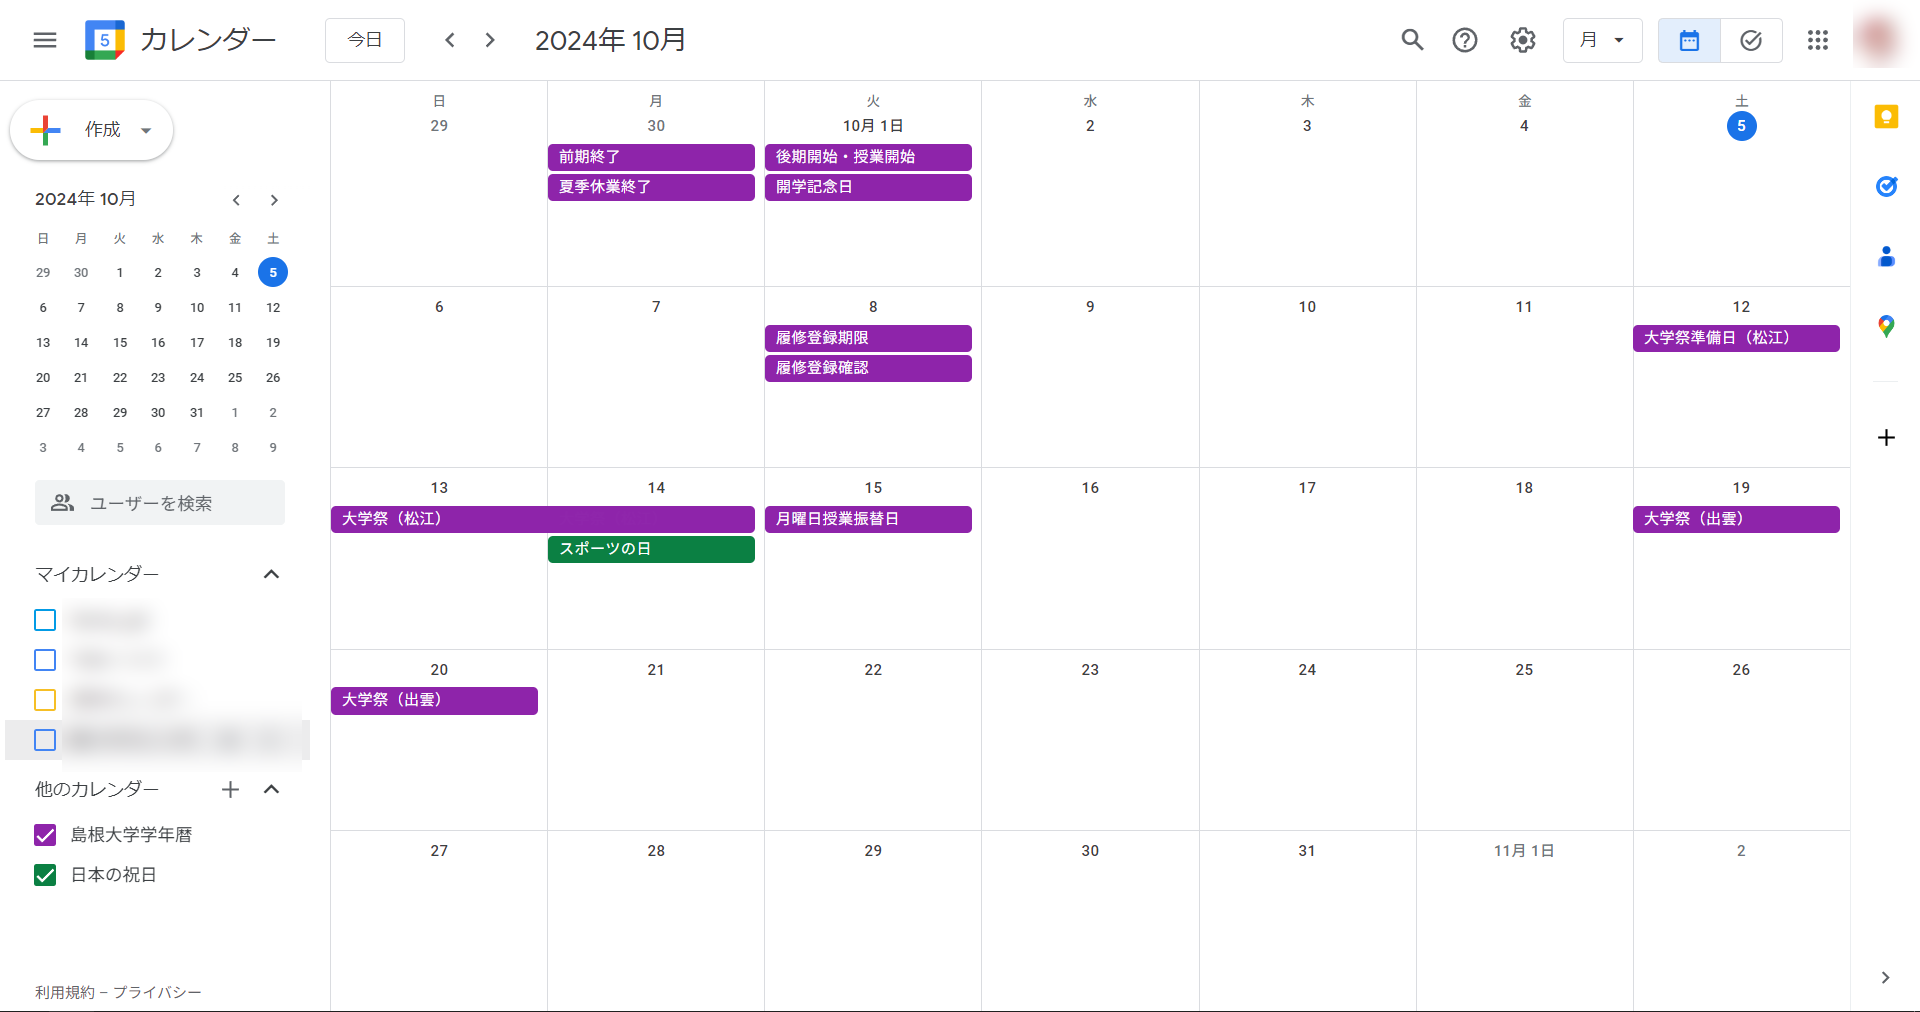 5 カレンダー 今日 2024年 10月 月
作成
2024年 10月
日 月 火 水 木 金 土
29 30 1 2 3 4 5
6 7 8 9 10 11 12
13 14 15 16 17 18 19
20 21 22 23 24 25 26
27 28 29 30 31 1 2
3 4 5 6 7 8 9
ユーザーを検索
マイカレンダー
他のカレンダー
島根大学学年暦
日本の祝日
利用規約 – プライバシー
日 月 火 水 木 金 土
29 30 10月 1日 2 3 4 5
前期終了 後期開始・授業開始
夏季休業終了 開学記念日
6 7 8 9 10 11 12
履修登録期限 大学祭準備日（松江）
履修登録確認
13 14 15 16 17 18 19
大学祭（松江） 月曜日授業振替日 大学祭（出雲）
スポーツの日
20 21 22 23 24 25 26
大学祭（出雲）
27 28 29 30 31 11月 1日 2